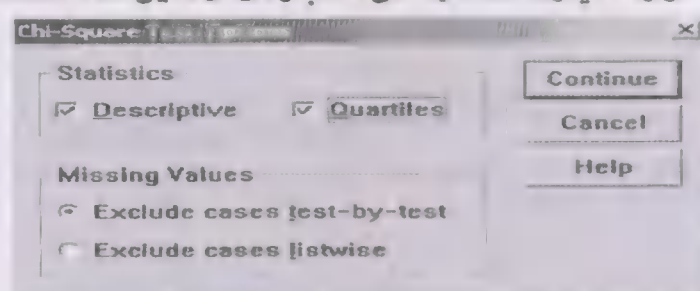 Chi-Square
Statistics
Descriptive Quartiles
Missing Values
Exclude cases test-by-test
Exclude cases listwise
Continue
Cancel
Help